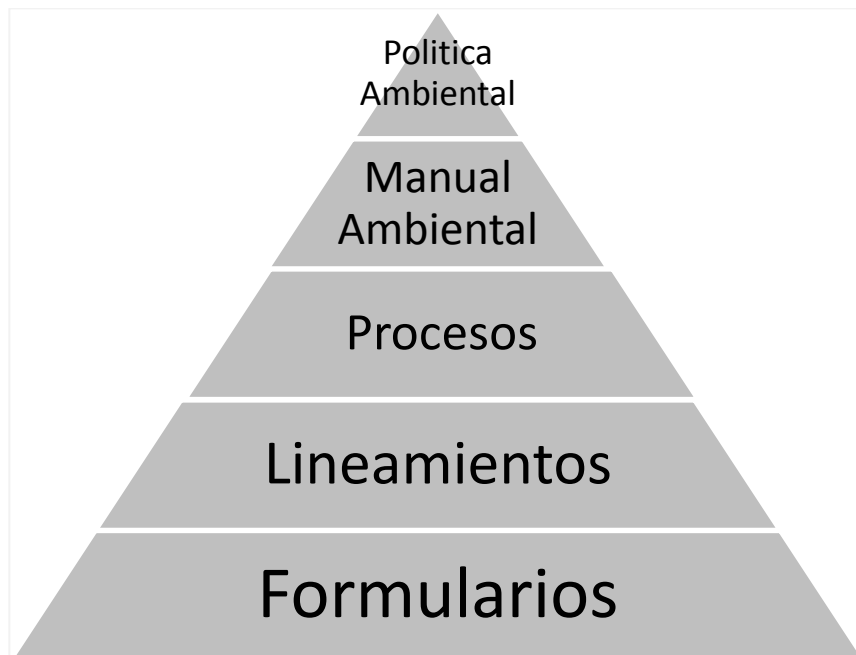 Politica
Ambiental
Manual
Ambiental
Procesos
Lineamientos
Formularios